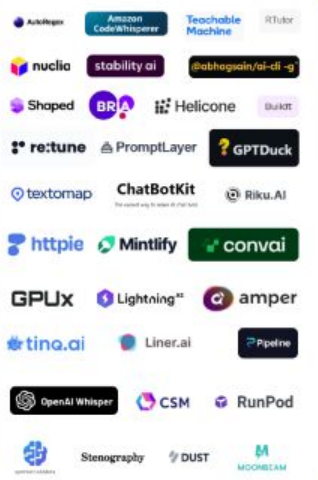 AutoRegex
Amazon
CodeWhisperer
Teachable
Machine
RTutor
nuclia
stability ai
@abhagsain/ai-cli -g`
Shaped
BRIA
Helicone
Buildt
re:tune
PromptLayer
GPTDuck
textomap
ChatBotKit
Riku.AI
httpie
Mintlify
convai
GPUx
Lightning
amper
tinq.ai
Liner.ai
Pipeline
OpenAI Whisper
CSM
RunPod
Stenography
DUST
MOONBEAM